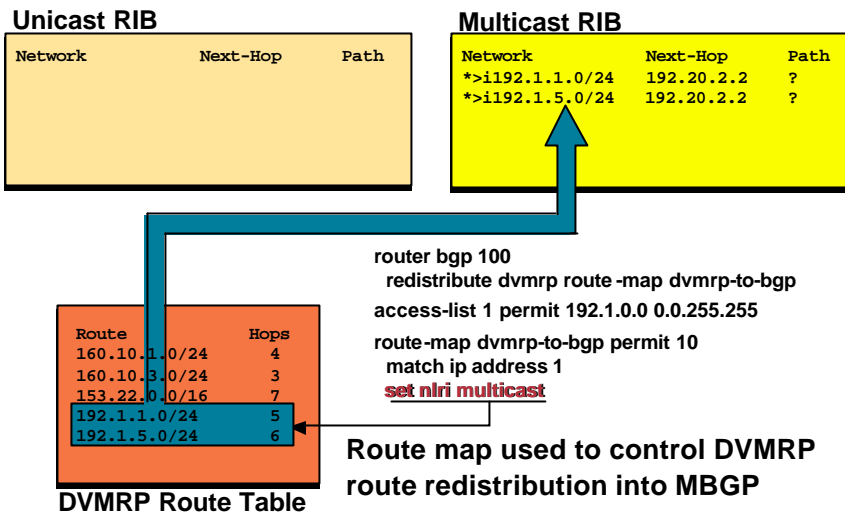 Unicast RIB
Network Next-Hop Path
Multicast RIB
Network Next-Hop Path
*>i192.1.1.0/24 192.20.2.2 ?
*>i192.1.5.0/24 192.20.2.2 ?
router bgp 100
redistribute dvmrp route-map dvmrp-to-bgp
access-list 1 permit 192.1.0.0 0.0.255.255
route-map dvmrp-to-bgp permit 10
match ip address 1
set nlri multicast
Route Hops
160.10.1.0/24 4
160.10.3.0/24 3
153.22.0.0/16 7
192.1.1.0/24 5
192.1.5.0/24 6
DVMRP Route Table
Route map used to control DVMRP
route redistribution into MBGP